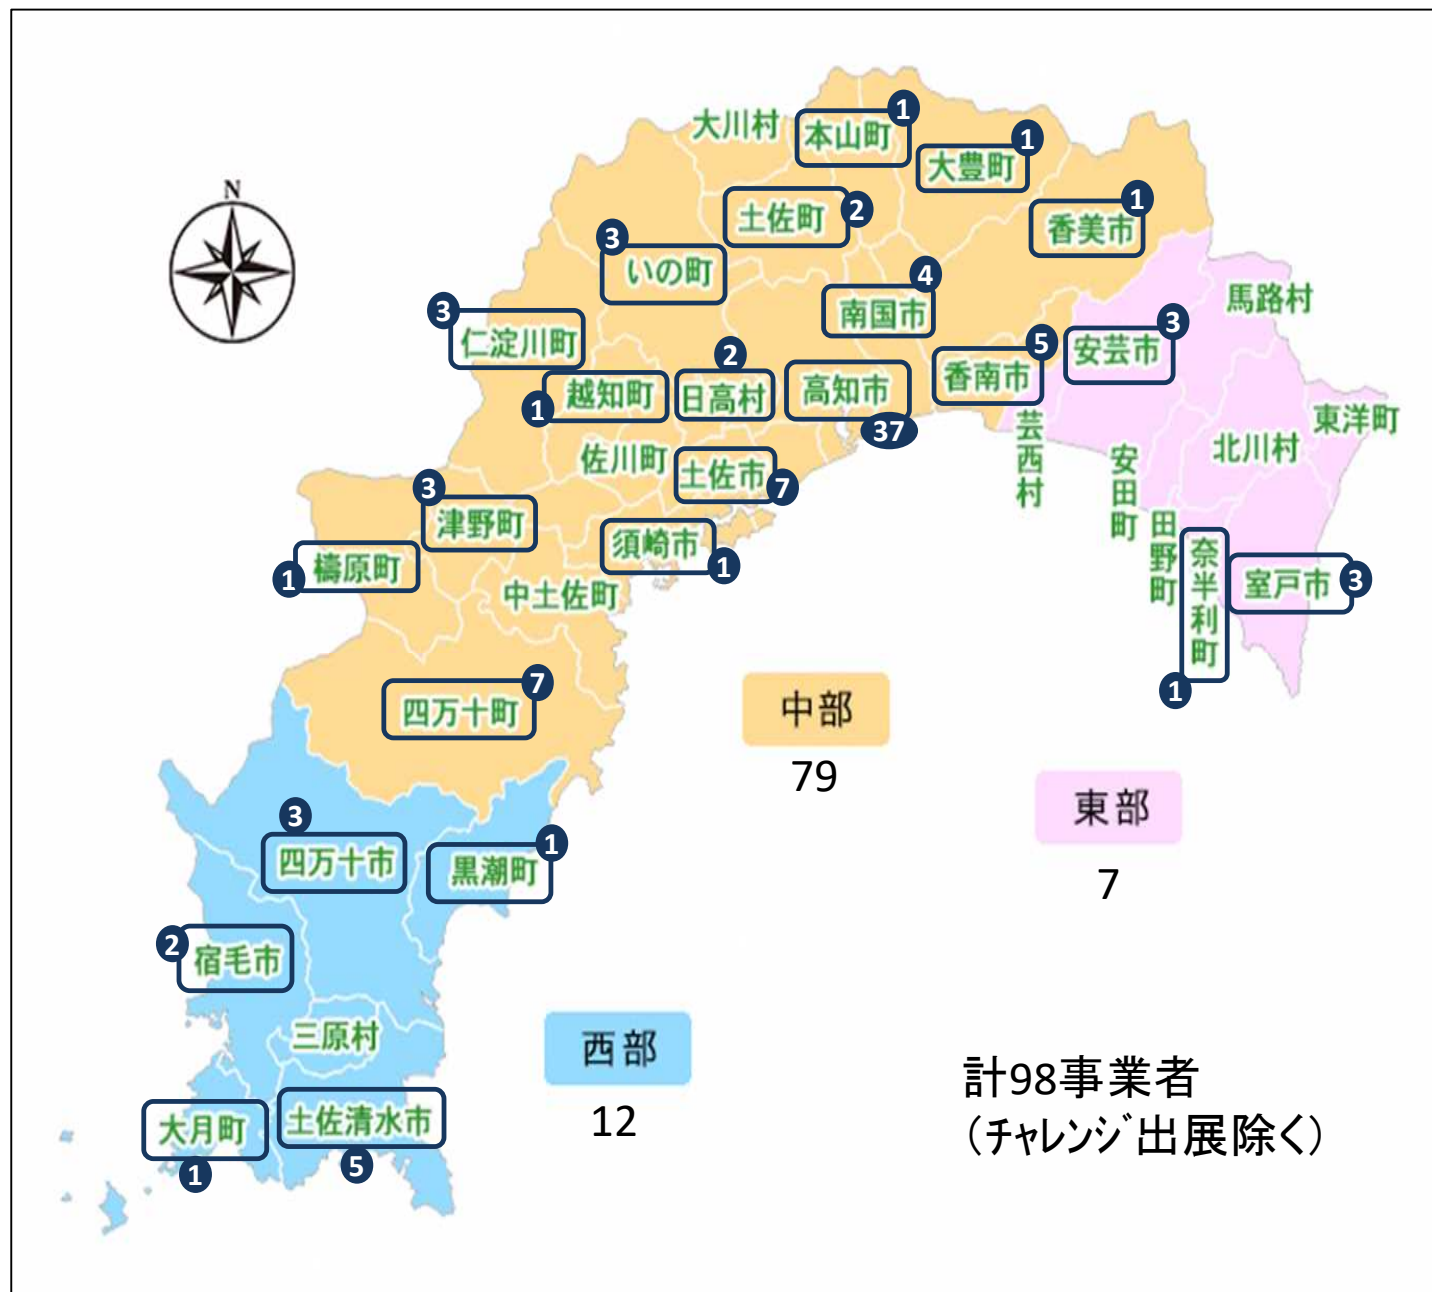 N
大川村
本山町
1
大豊町
1
土佐町
2
香美市
1
いの町
3
南国市
4
仁淀川町
3
越知町
1
日高村
2
高知市
37
香南市
5
安芸市
3
馬路村
東洋町
北川村
芸西村
安田町
田野町
奈半利町
1
室戸市
3
佐川町
土佐市
7
津野町
3
須崎市
1
檮原町
1
中土佐町
四万十町
7
中部
79
東部
7
四万十市
3
黒潮町
1
宿毛市
2
三原村
西部
12
大月町
1
土佐清水市
5
計98事業者
（ﾁｬﾚﾝｼﾞ出展除く）